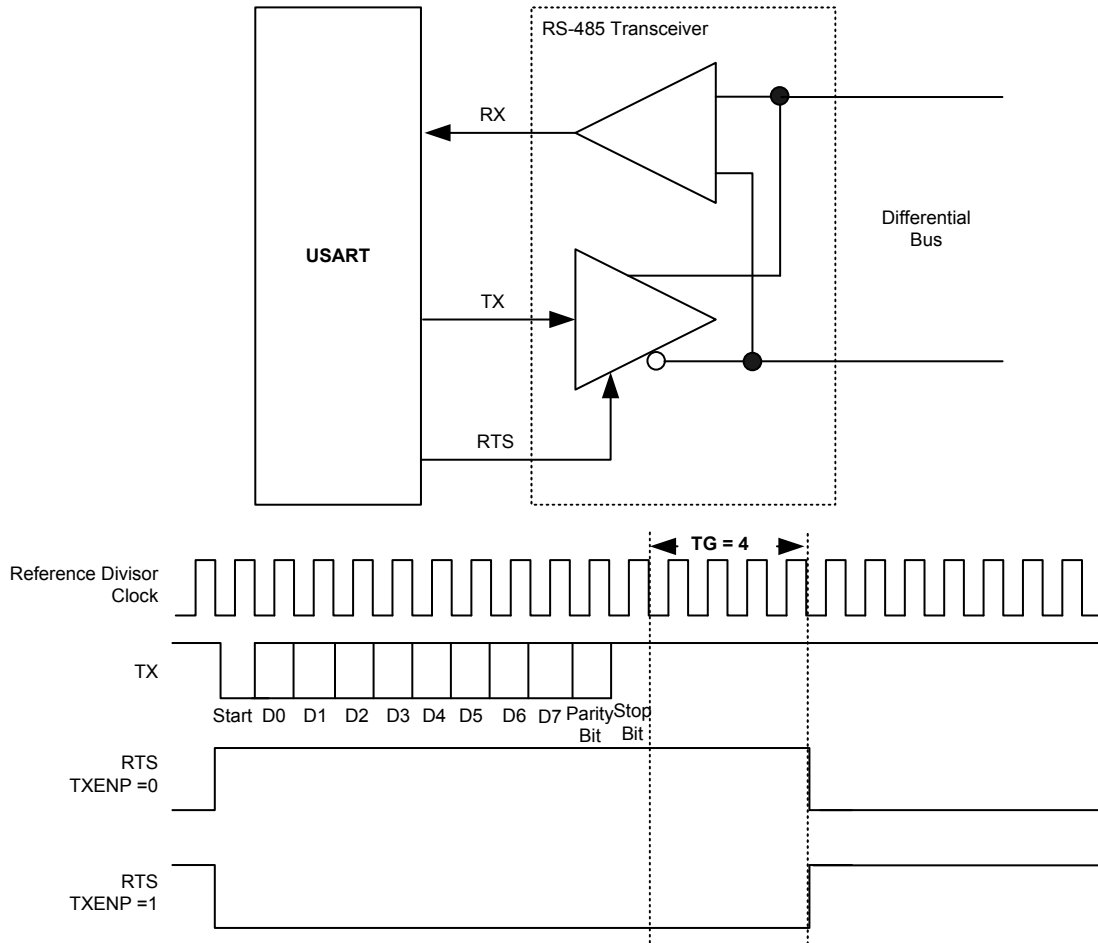 RS-485 Transceiver
RX
USART
Differential
Bus
TX
RTS
TG = 4
Reference Divisor
Clock
TX
Start D0 D1 D2 D3 D4 D5 D6 D7 Parity Bit Stop Bit
RTS
TXENP =0
RTS
TXENP =1